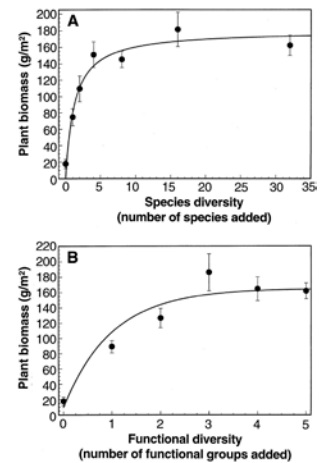 A
Plant biomass (g/m²)
200
180
160
140
120
100
80
60
40
20
0
0 5 10 15 20 25 30 35
Species diversity
(number of species added)
B
Plant biomass (g/m²)
220
200
180
160
140
120
100
80
60
40
20
0
0 1 2 3 4 5
Functional diversity
(number of functional groups added)